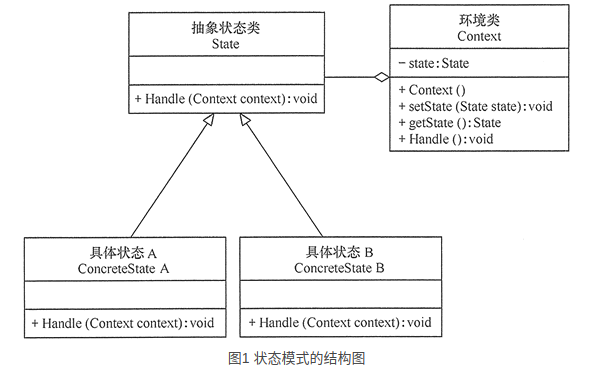 抽象状态类
State
+ Handle (Context context) : void
环境类
Context
- state : State
+ Context ()
+ setState (State state) : void
+ getState () : State
+ Handle () : void
具体状态 A
ConcreteState A
+ Handle (Context context) : void
具体状态 B
ConcreteState B
+ Handle (Context context) : void
图1 状态模式的结构图